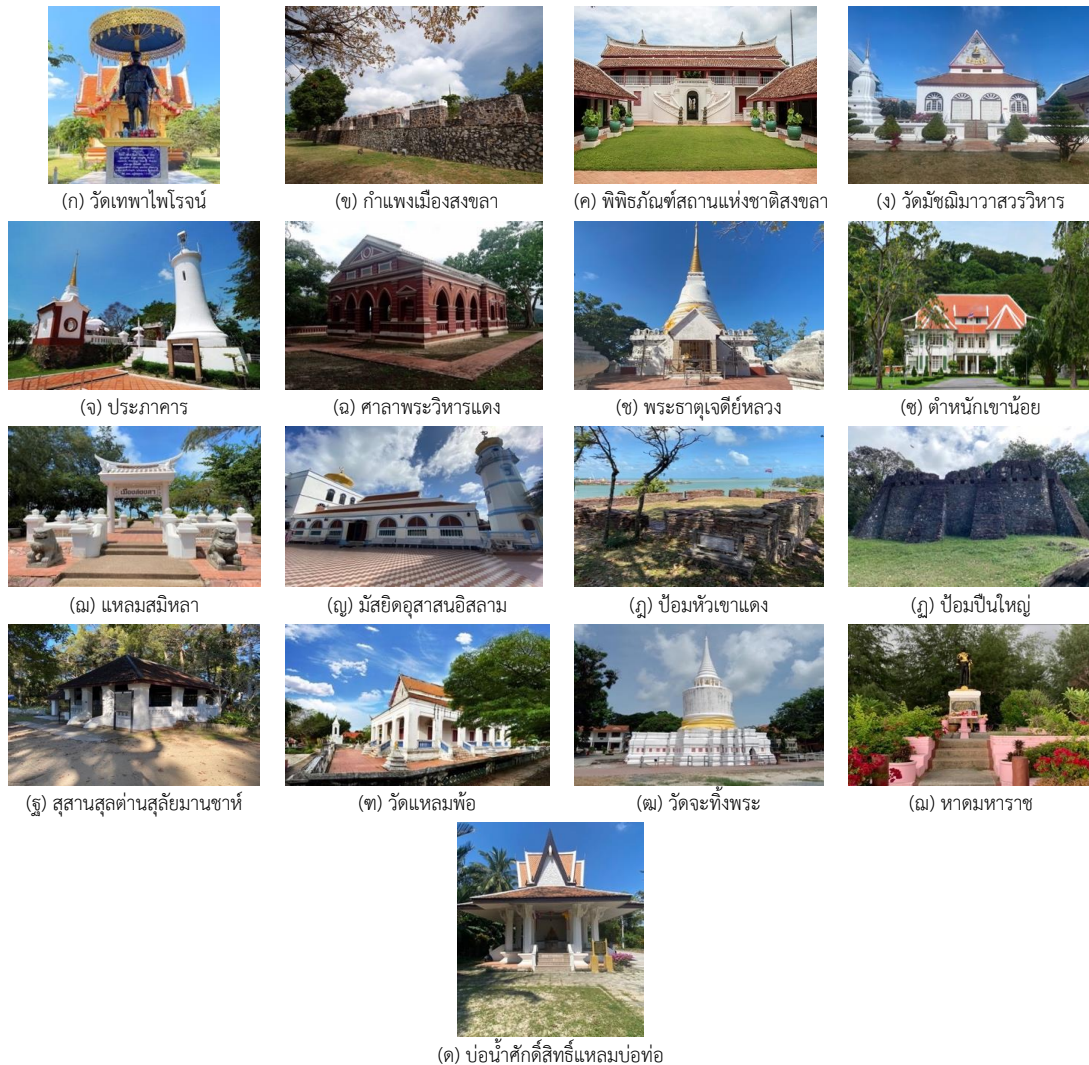 (ก) วัดเทพาไพโรจน์
(ข) กำแพงเมืองสงขลา
(ค) พิพิธภัณฑ์สถานแห่งชาติสงขลา
(ง) วัดมัชฌิมาวาสวรวิหาร
(จ) ประภาคาร
(ฉ) ศาลาพระวิหารแดง
(ช) พระธาตุเจดีย์หลวง
(ซ) ตำหนักเขาน้อย
เมืองสงขลา
(ฌ) แหลมสมิหลา
(ญ) มัสยิดอุสาสนอิสลาม
(ฎ) ป้อมหัวเขาแดง
(ฏ) ป้อมปืนใหญ่
(ฐ) สุสานสุลต่านสุลัยมานชาห์
(ฑ) วัดแหลมพ้อ
(ฒ) วัดจะทิ้งพระ
(ฌ) หาดมหาราช
(ด) บ่อน้ำศักดิ์สิทธิ์แหลมบ่อท่อ